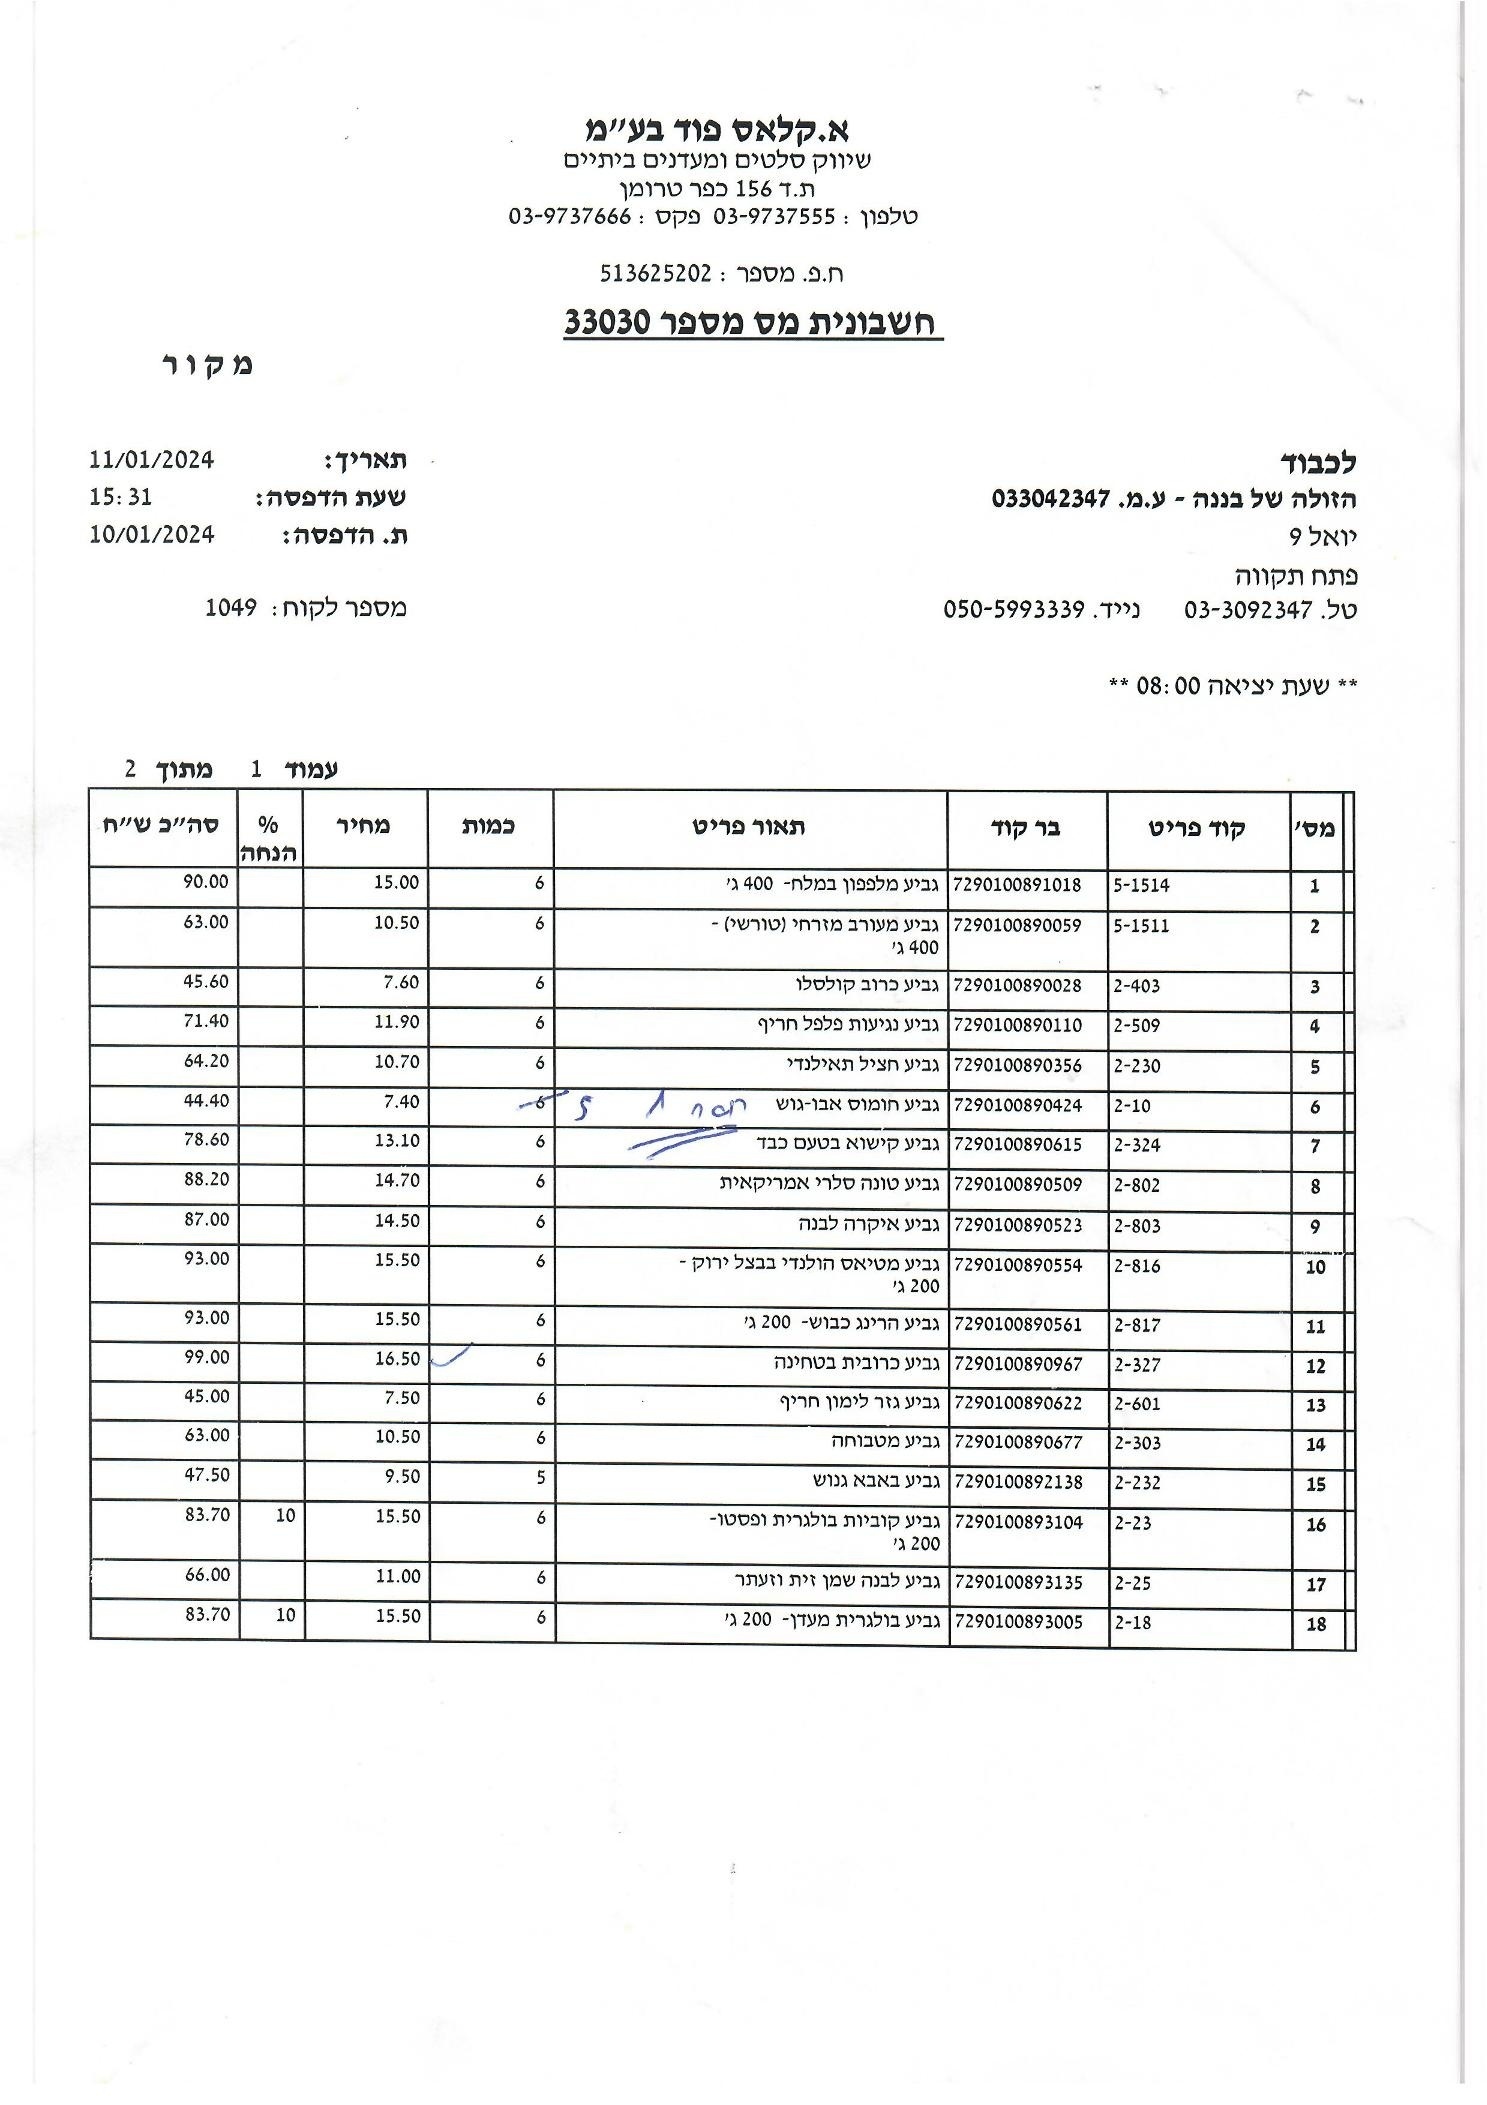 א.קלאס פוד בע"מ
שיווק סלטים ומעדנים ביתיים
ת.ד 156 כפר טרומן
טלפון : 03-9737555 פקס : 03-9737666
ח.פ. מספר : 513625202
חשבונית מס מספר 33030
מקור
לכבוד
הזולה של בננה - ע.מ. 033042347
יואל 9
פתח תקווה
טל. 03-3092347 נייד. 050-5993339
תאריך: 11/01/2024
שעת הדפסה: 15:31
ת. הדפסה: 10/01/2024
מספר לקוח: 1049
** שעת יציאה 08:00 **
עמוד 1 מתוך 2
מס' קוד פריט בר קוד תאור פריט כמות מחיר % הנחה סה"כ ש"ח
1 5-1514 7290100891018 גביע מלפפון במלח- 400 ג' 6 15.00 90.00
2 5-1511 7290100890059 גביע מעורב מזרחי (טורשי) - 6 10.50 63.00
400 ג'
3 2-403 7290100890028 גביע כרוב קולסלו 6 7.60 45.60
4 2-509 7290100890110 גביע נגיעות פלפל חריף 6 11.90 71.40
5 2-230 7290100890356 גביע חציל תאילנדי 6 10.70 64.20
6 2-10 7290100890424 גביע חומוס אבו-גוש חסרה 1 5 6 7.40 44.40
7 2-324 7290100890615 גביע קישוא בטעם כבד 6 13.10 78.60
8 2-802 7290100890509 גביע טונה סלרי אמריקאית 6 14.70 88.20
9 2-803 7290100890523 גביע איקרה לבנה 6 14.50 87.00
10 2-816 7290100890554 גביע מטיאס הולנדי בבצל ירוק - 6 15.50 93.00
200 ג'
11 2-817 7290100890561 גביע הרינג כבוש- 200 ג' 6 15.50 93.00
12 2-327 7290100890967 גביע כרובית בטחינה 6 16.50 99.00
13 2-601 7290100890622 גביע גזר לימון חריף 6 7.50 45.00
14 2-303 7290100890677 גביע מטבוחה 6 10.50 63.00
15 2-232 7290100892138 גביע באבא גנוש 5 9.50 47.50
16 2-23 7290100893104 גביע קוביות בולגרית ופסטו- 6 15.50 10 83.70
200 ג'
17 2-25 7290100893135 גביע לבנה שמן זית וזעתר 6 11.00 66.00
18 2-18 7290100893005 גביע בולגרית מעדן- 200 ג' 6 15.50 10 83.70